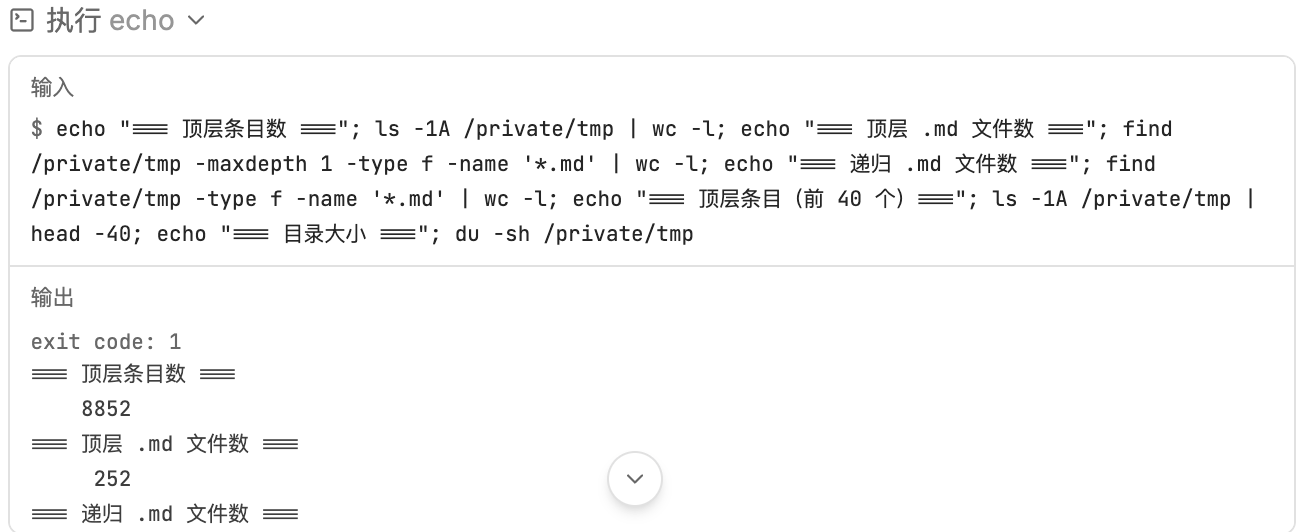 执行 echo
输入
$ echo "=== 顶层条目数 ==="; ls -1A /private/tmp | wc -l; echo "=== 顶层 .md 文件数 ==="; find
/private/tmp -maxdepth 1 -type f -name '*.md' | wc -l; echo "=== 递归 .md 文件数 ==="; find
/private/tmp -type f -name '*.md' | wc -l; echo "=== 顶层条目（前 40 个）==="; ls -1A /private/tmp |
head -40; echo "=== 目录大小 ==="; du -sh /private/tmp
输出
exit code: 1
=== 顶层条目数 ===
8852
=== 顶层 .md 文件数 ===
252
=== 递归 .md 文件数 ===